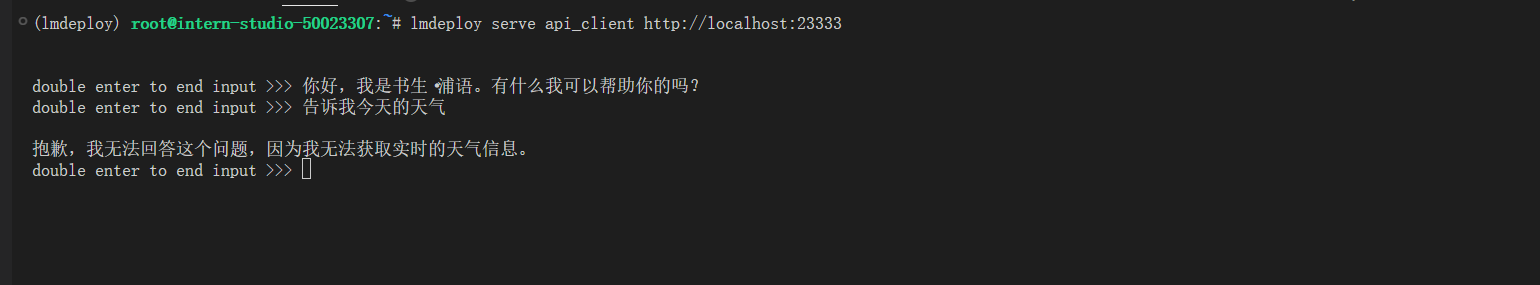 (lmdeploy) root@intern-studio-50023307:~# lmdeploy serve api_client http://localhost:23333
double enter to end input >>> 你好，我是书生·浦语。有什么我可以帮助你的吗？
double enter to end input >>> 告诉我今天的天气
抱歉，我无法回答这个问题，因为我无法获取实时的天气信息。
double enter to end input >>>